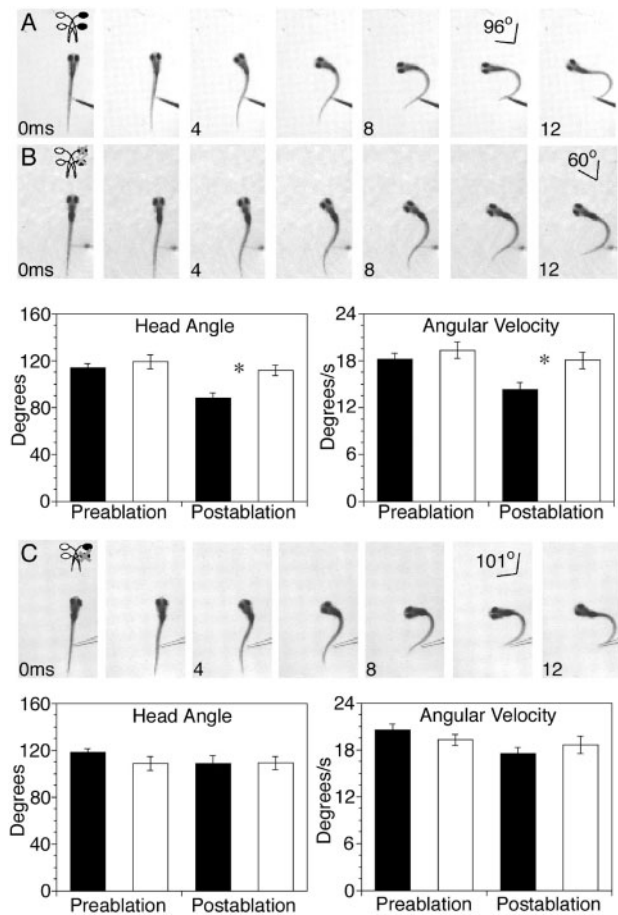 A
96°
0ms 4 8 12
B
60°
0ms 4 8 12
Head Angle
Degrees
160
120
80
40
0
*
Preablation Postablation
Angular Velocity
Degrees/s
24
18
12
6
0
*
Preablation Postablation
C
101°
0ms 4 8 12
Head Angle
Degrees
160
120
80
40
0
Preablation Postablation
Angular Velocity
Degrees/s
24
18
12
6
0
Preablation Postablation